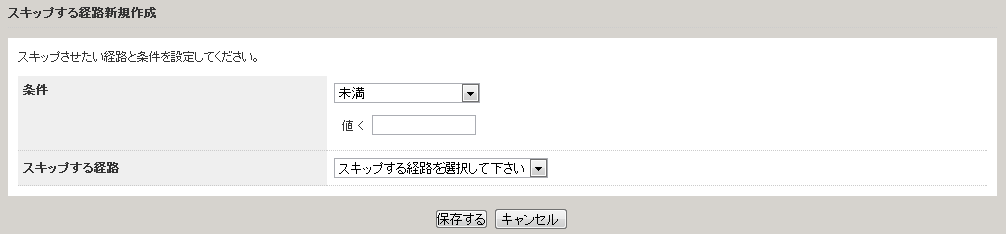 スキップする経路新規作成
スキップさせたい経路と条件を設定してください。
条件
未満
値 <
スキップする経路
スキップする経路を選択して下さい
保存する
キャンセル